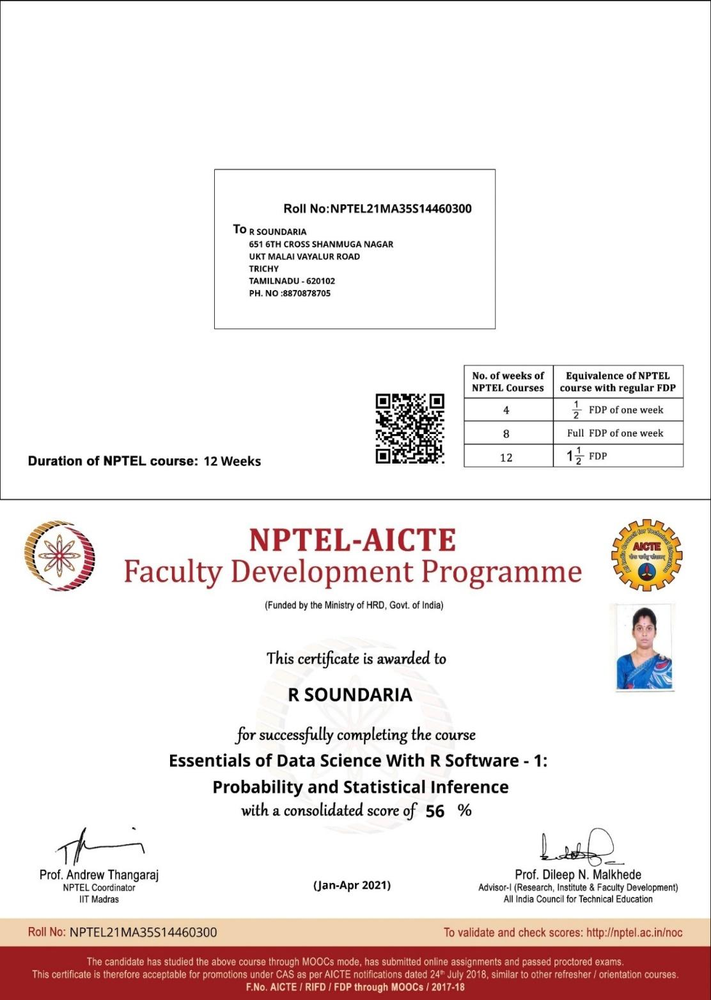 Roll No:NPTEL21MA35S14460300
To R SOUNDARIA
651 6TH CROSS SHANMUGA NAGAR
UKT MALAI VAYALUR ROAD
TRICHY
TAMILNADU - 620102
PH. NO :8870878705
No. of weeks of NPTEL Courses
Equivalence of NPTEL course with regular FDP
4 1/2 FDP of one week
8 Full FDP of one week
12 1 1/2 FDP
Duration of NPTEL course: 12 Weeks
NPTEL-AICTE
Faculty Development Programme
(Funded by the Ministry of HRD, Govt. of India)
All India Council for Technical Education
AICTE
This certificate is awarded to
R SOUNDARIA
for successfully completing the course
Essentials of Data Science With R Software - 1:
Probability and Statistical Inference
with a consolidated score of 56 %
Prof. Andrew Thangaraj
NPTEL Coordinator
IIT Madras
(Jan-Apr 2021)
Prof. Dileep N. Malkhede
Advisor-I (Research, Institute & Faculty Development)
All India Council for Technical Education
Roll No: NPTEL21MA35S14460300
To validate and check scores: http://nptel.ac.in/noc
The candidate has studied the above course through MOOCs mode, has submitted online assignments and passed proctored exams.
This certificate is therefore acceptable for promotions under CAS as per AICTE notifications dated 24th July 2018, similar to other refresher / orientation courses.
F.No. AICTE / RIFD / FDP through MOOCs / 2017-18